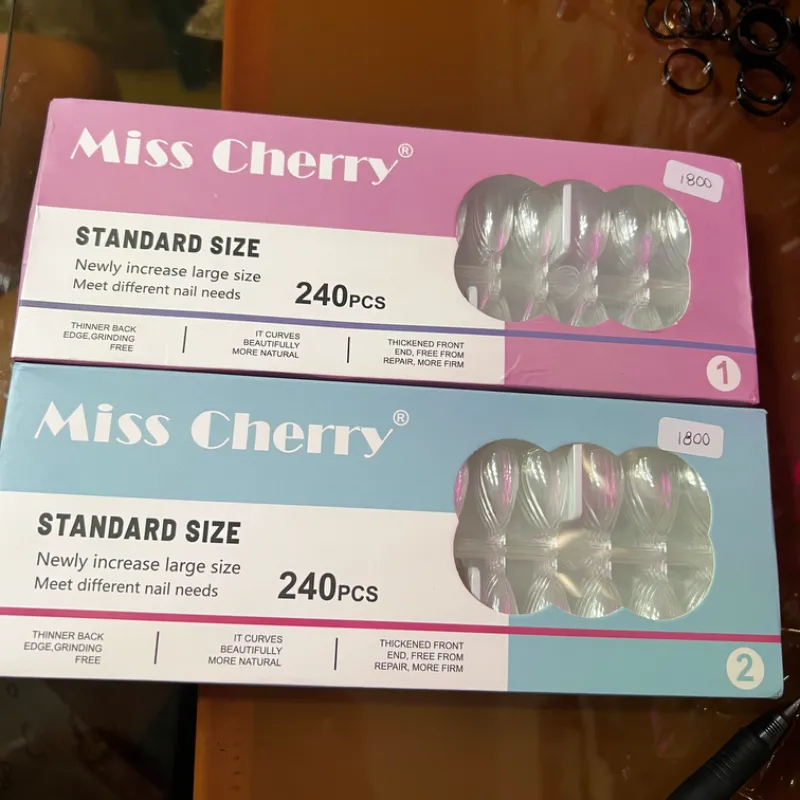 Miss Cherry®
1800
STANDARD SIZE
Newly increase large size
Meet different nail needs
240PCS
THINNER BACK
EDGE,GRINDING
FREE
IT CURVES
BEAUTIFULLY
MORE NATURAL
THICKENED FRONT
END, FREE FROM
REPAIR, MORE FIRM
1
Miss Cherry®
1800
STANDARD SIZE
Newly increase large size
Meet different nail needs
240PCS
THINNER BACK
EDGE,GRINDING
FREE
IT CURVES
BEAUTIFULLY
MORE NATURAL
THICKENED FRONT
END, FREE FROM
REPAIR, MORE FIRM
2